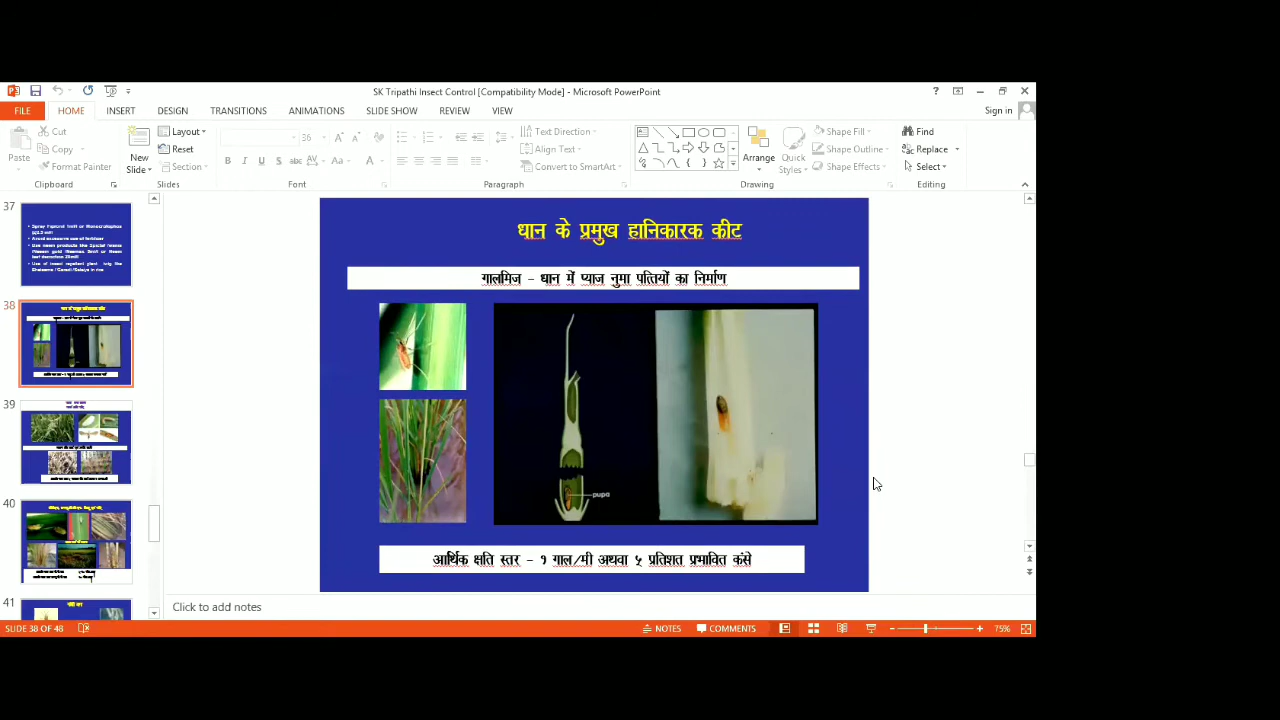 SK Tripathi Insect Control [Compatibility Mode] - Microsoft PowerPoint
Sign in
FILE HOME INSERT DESIGN TRANSITIONS ANIMATIONS SLIDE SHOW REVIEW VIEW
Paste
Cut
Copy
Format Painter
Clipboard
New Slide
Layout
Reset
Section
Slides
36
Font
Text Direction
Align Text
Convert to SmartArt
Paragraph
Arrange
Quick Styles
Shape Fill
Shape Outline
Shape Effects
Drawing
Find
Replace
Select
Editing
37
38
39
40
41
धान के प्रमुख हानिकारक कीट
गालमिज - धान में प्याज नुमा पत्तियों का निर्माण
pupa
आर्थिक क्षति स्तर - १ गाल/मी अथवा ५ प्रतिशत प्रभावित कंसे
Click to add notes
SLIDE 38 OF 48
NOTES COMMENTS 75%